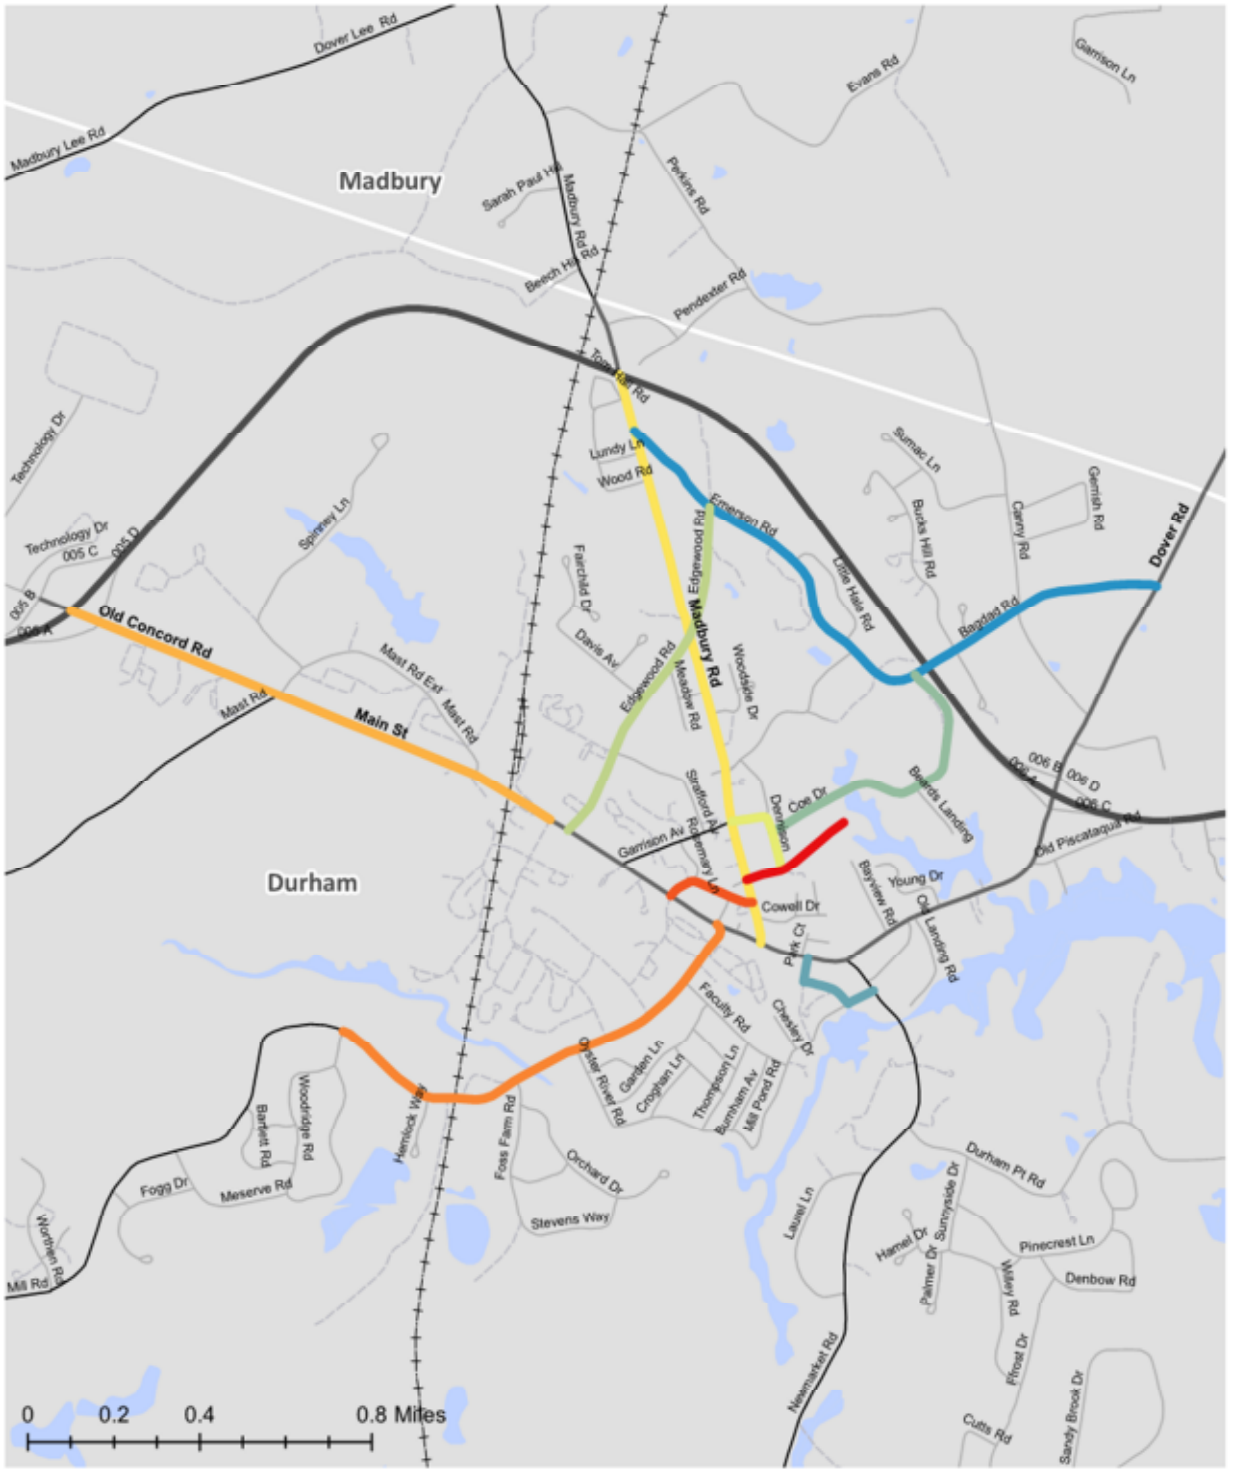 Dover Lee Rd
Garrison Ln
Evans Rd
Madbury Lee Rd
Madbury
Sarah Paul Hill
Madbury Rd
Perkins Rd
Beech Hill Rd
Pendexter Rd
Tom Hall Rd
Technology Dr
Lundy Ln
Wood Rd
Sumac Ln
Gerrish Rd
Spinney Ln
Emerson Rd
Edgewood Rd
Bucks Hill Rd
Canny Rd
Dover Rd
Technology Dr
005 C
005 D
005 B
005 A
Fairchild Dr
Little Hale Rd
Old Concord Rd
Madbury Rd
Bagdad Rd
Davis Av
Edgewood Rd
Woodside Dr
Mast Rd Ext
Meadow Rd
Mast Rd
Mast Rd
Main St
006 B
006 D
006 A
006 C
Strafford Av
Dennison
Coe Dr
Beards Landing
Garrison Av
Rosemary Ln
Old Piscataqua Rd
Durham
Bayview Rd
Young Dr
Cowell Dr
Old Landing Rd
Park Ct
Faculty Rd
Chesley Dr
Oyster River Rd
Garden Ln
Croghan Ln
Thompson Ln
Burnham Av
Mill Pond Rd
Bartlett Rd
Woodridge Rd
Hemlock Way
Foss Farm Rd
Orchard Dr
Fogg Dr
Meserve Rd
Stevens Way
Durham Pt Rd
Laurel Ln
Sunnyside Dr
Hamel Dr
Palmer Dr
Pinecrest Ln
Willey Rd
Denbow Rd
Worthen Rd
Mill Rd
Newmarket Rd
Ffrost Dr
Sandy Brook Dr
Cutts Rd
0 0.2 0.4 0.8 Miles